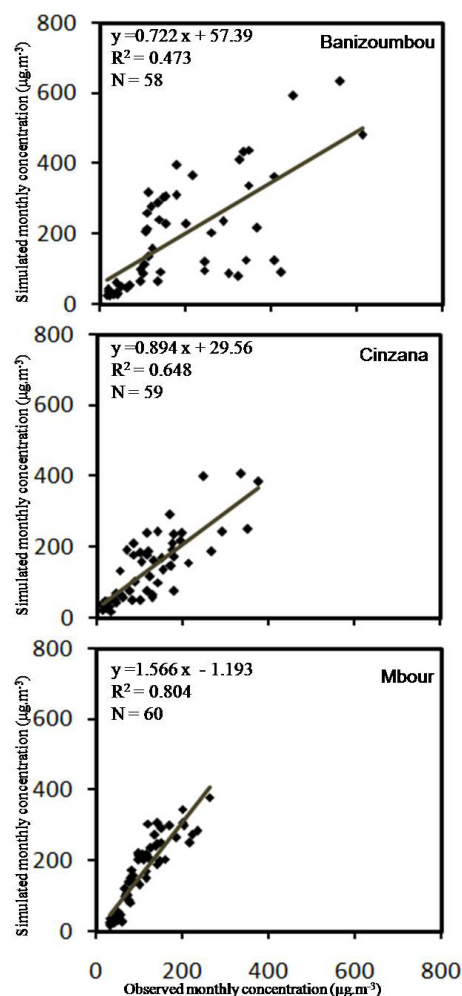 y=0.722 x + 57.39
Banizoumbou
R² = 0.473
N = 58
Simulated monthly concentration (µg.m⁻³)
800
600
400
200
0
y=0.894 x + 29.56
Cinzana
R² = 0.648
N = 59
Simulated monthly concentration (µg.m⁻³)
800
600
400
200
0
y=1.566 x - 1.193
Mbour
R² = 0.804
N = 60
Simulated monthly concentration (µg.m⁻³)
800
600
400
200
0
0 200 400 600 800
Observed monthly concentration (µg.m⁻³)